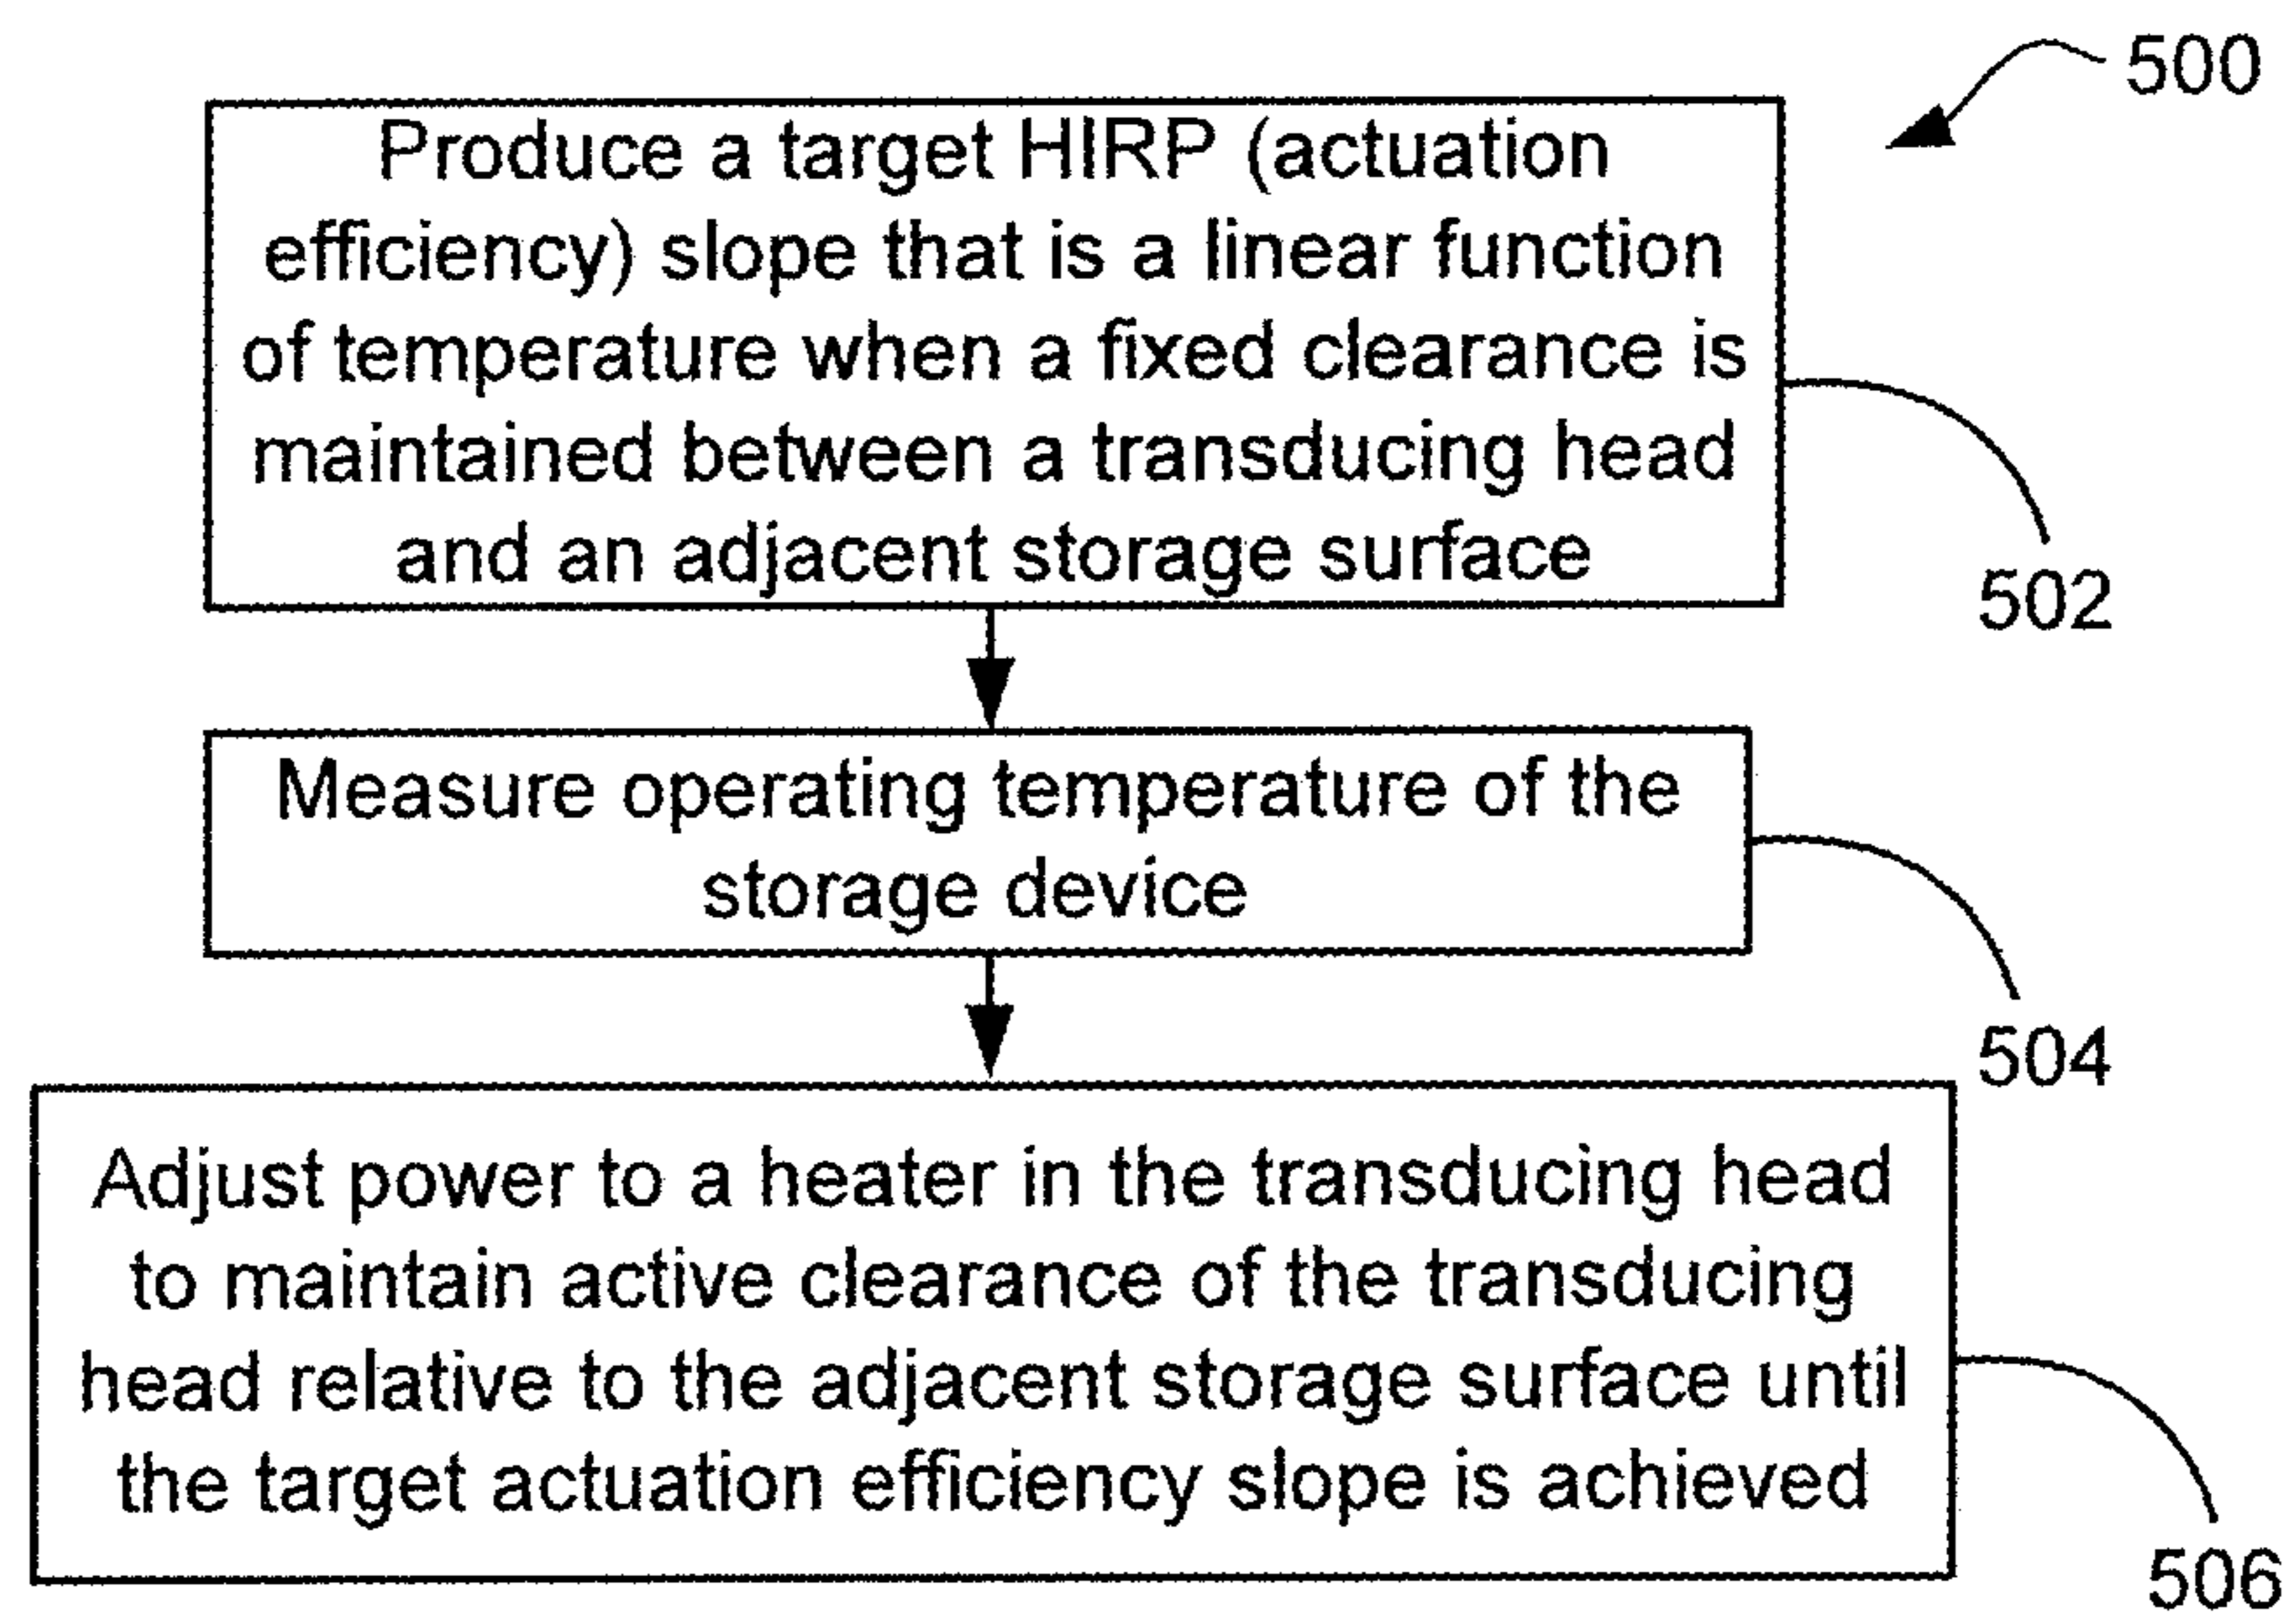 500
Produce a target HIRP (actuation
efficiency) slope that is a linear function
of temperature when a fixed clearance is
maintained between a transducing head
and an adjacent storage surface
502
Measure operating temperature of the
storage device
504
Adjust power to a heater in the transducing head
to maintain active clearance of the transducing
head relative to the adjacent storage surface until
the target actuation efficiency slope is achieved
506